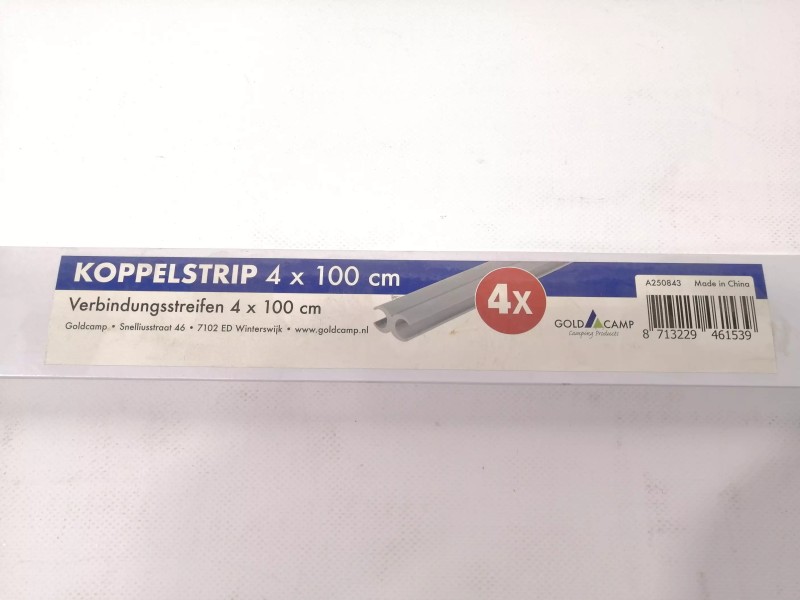 KOPPELSTRIP 4 x 100 cm
Verbindungsstreifen 4 x 100 cm
Goldcamp • Snelliusstraat 46 • 7102 ED Winterswijk • www.goldcamp.nl
4x
GOLD CAMP
Camping Products
A250843 Made in China
8 713229 461539